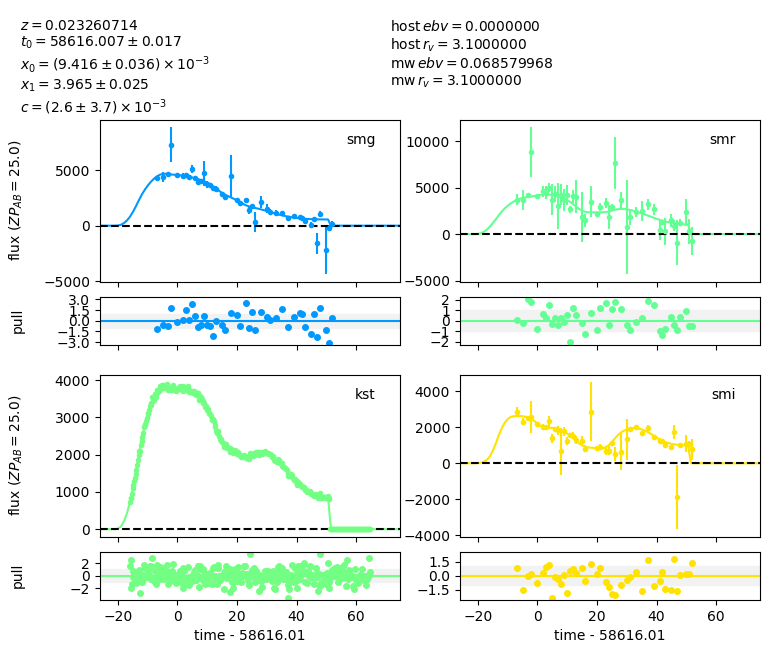 z = 0.023260714
t₀ = 58616.007 ± 0.017
x₀ = (9.416 ± 0.036) × 10⁻³
x₁ = 3.965 ± 0.025
c = (2.6 ± 3.7) × 10⁻³
host ebv = 0.0000000
host r_v = 3.1000000
mw ebv = 0.068579968
mw r_v = 3.1000000
flux (ZP_AB = 25.0)
5000
0
−5000
smg
10000
5000
0
−5000
smr
pull
3.0
1.5
0.0
−1.5
−3.0
2
1
0
−1
−2
flux (ZP_AB = 25.0)
4000
3000
2000
1000
0
kst
4000
2000
0
−2000
−4000
smi
pull
2
0
−2
1.5
0.0
−1.5
−20 0 20 40 60
−20 0 20 40 60
time - 58616.01
time - 58616.01